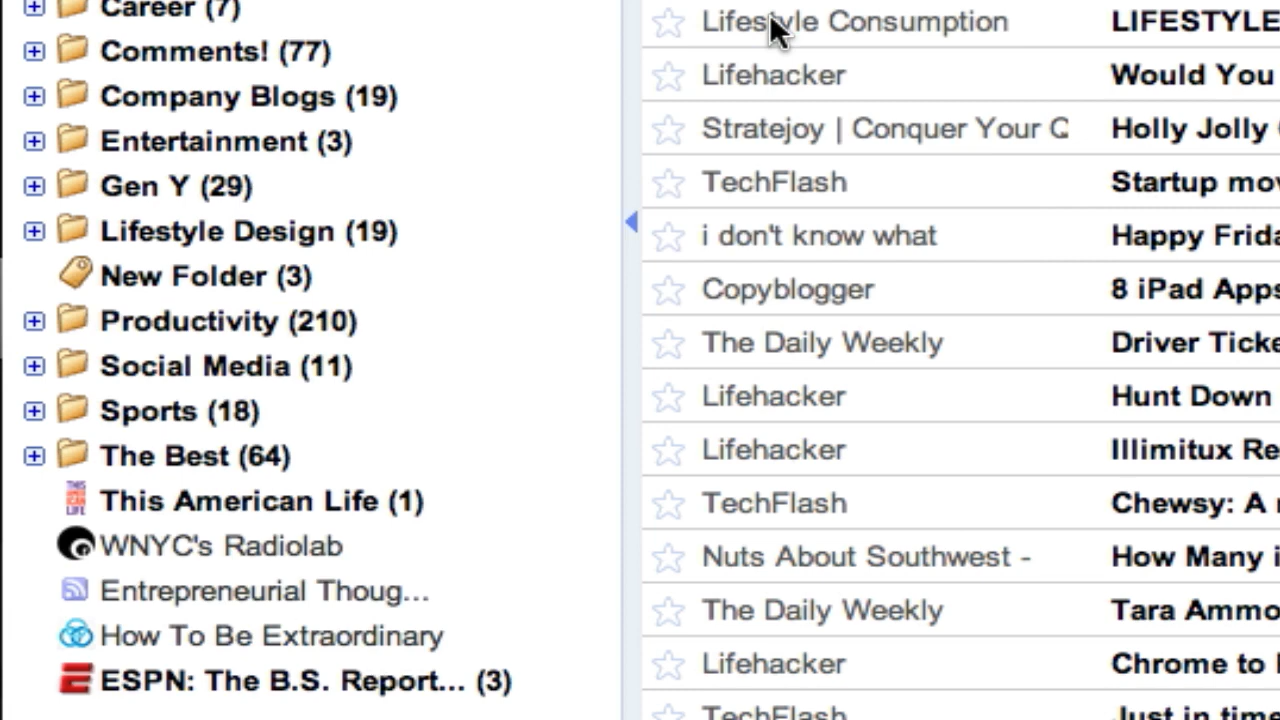 Career (7)
Comments! (77)
Company Blogs (19)
Entertainment (3)
Gen Y (29)
Lifestyle Design (19)
New Folder (3)
Productivity (210)
Social Media (11)
Sports (18)
The Best (64)
This American Life (1)
WNYC's Radiolab
Entrepreneurial Thoug...
How To Be Extraordinary
ESPN: The B.S. Report... (3)
Lifestyle Consumption LIFESTYLE
Lifehacker Would You
Stratejoy | Conquer Your Q Holly Jolly
TechFlash Startup mov
i don't know what Happy Frida
Copyblogger 8 iPad Apps
The Daily Weekly Driver Ticke
Lifehacker Hunt Down
Lifehacker Illimitux Re
TechFlash Chewsy: A
Nuts About Southwest - How Many i
The Daily Weekly Tara Ammo
Lifehacker Chrome to
TechFlash Just in time